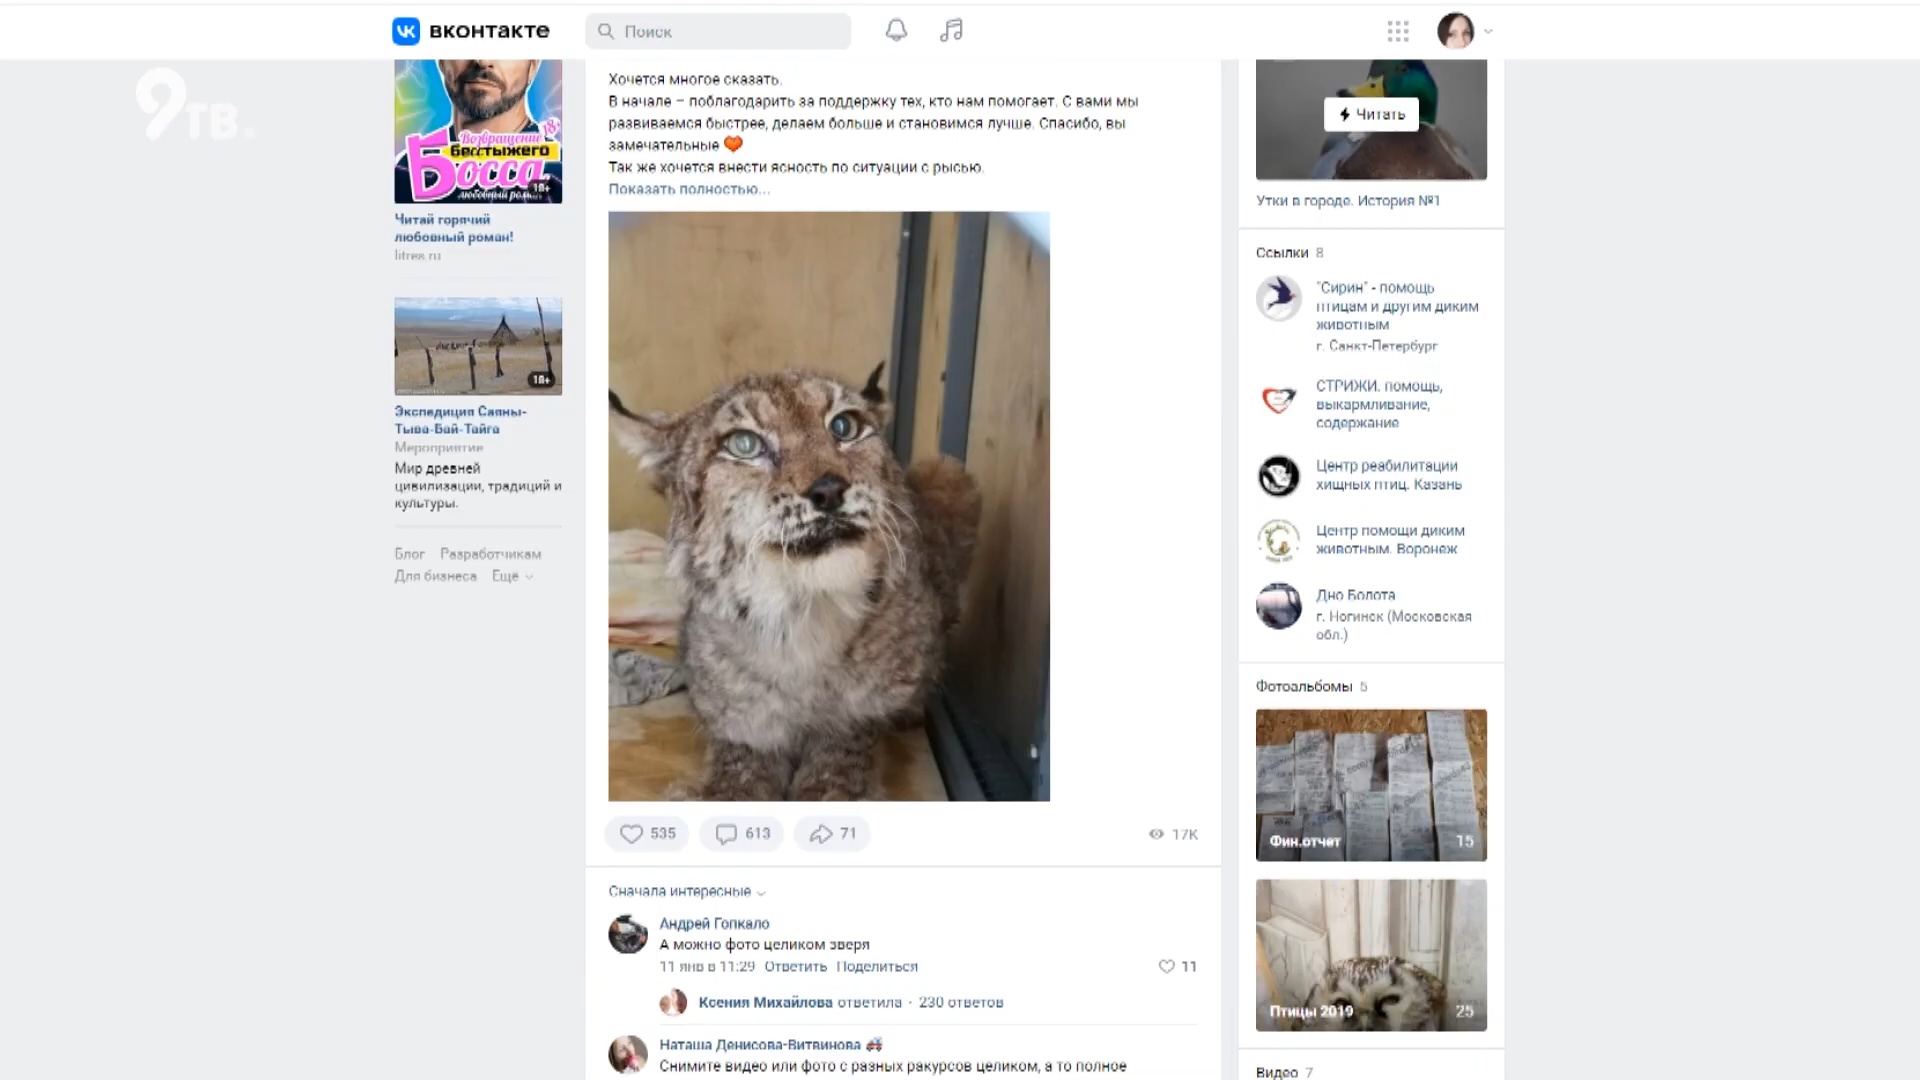 вконтакте
Поиск
9ТВ.
Возвращение
18+
бесстыжего
Босса
любовный роман
18+
Читай горячий
любовный роман!
litres.ru
18+
Экспедиция Саяны-
Тыва-Бай-Тайга
Мероприятие
Мир древней
цивилизации, традиций и
культуры.
Блог Разработчикам
Для бизнеса Ещё
Хочется многое сказать.
В начале – поблагодарить за поддержку тех, кто нам помогает. С вами мы
развиваемся быстрее, делаем больше и становимся лучше. Спасибо, вы
замечательные
Так же хочется внести ясность по ситуации с рысью.
Показать полностью...
535 613 71 17K
Сначала интересные
Андрей Гопкало
А можно фото целиком зверя
11 янв в 11:29 Ответить Поделиться 11
Ксения Михайлова ответила · 230 ответов
Наташа Денисова-Витвинова
Снимите видео или фото с разных ракурсов целиком, а то полное
Читать
Утки в городе. История №1
Ссылки 8
"Сирин" - помощь
птицам и другим диким
животным
г. Санкт-Петербург
СТРИЖИ. помощь,
выкармливание,
содержание
Центр реабилитации
хищных птиц. Казань
Центр помощи диким
животным. Воронеж
Дно Болота
г. Ногинск (Московская
обл.)
Фотоальбомы 5
Фин.отчет 15
Птицы 2019 25
Видео 7